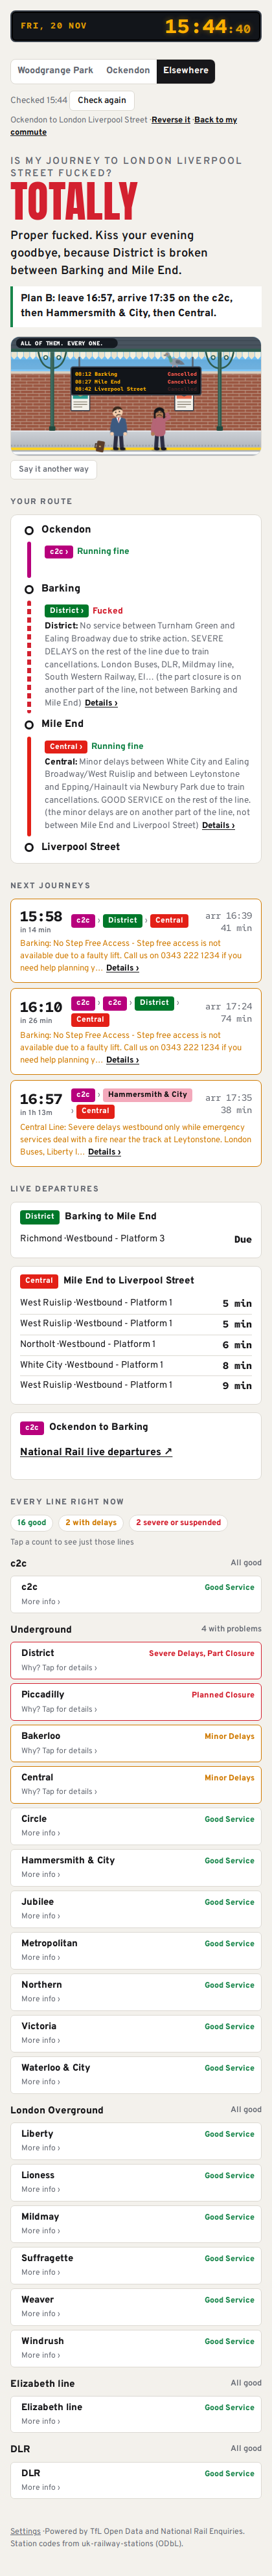 FRI, 20 NOV
15:44:40
Woodgrange Park Ockendon Elsewhere
Checked 15:44 Check again
Ockendon to London Liverpool Street ·Reverse it ·Back to my
commute
IS MY JOURNEY TO LONDON LIVERPOOL
STREET FUCKED?
TOTALLY
Proper fucked. Kiss your evening
goodbye, because District is broken
between Barking and Mile End.
Plan B: leave 16:57, arrive 17:35 on the c2c,
then Hammersmith & City, then Central.
ALL OF THEM. EVERY ONE.
00:12 Barking Cancelled
00:27 Mile End Cancelled
00:42 Liverpool Street Cancelled
Say it another way
YOUR ROUTE
Ockendon
c2c › Running fine
Barking
District › Fucked
District: No service between Turnham Green and
Ealing Broadway due to strike action. SEVERE
DELAYS on the rest of the line due to train
cancellations. London Buses, DLR, Mildmay line,
South Western Railway, El… (the part closure is on
another part of the line, not between Barking and
Mile End) Details ›
Mile End
Central › Running fine
Central: Minor delays between White City and Ealing
Broadway/West Ruislip and between Leytonstone
and Epping/Hainault via Newbury Park due to train
cancellations. GOOD SERVICE on the rest of the line.
(the minor delays are on another part of the line, not
between Mile End and Liverpool Street) Details ›
Liverpool Street
NEXT JOURNEYS
15:58 c2c › District › Central arr 16:39
in 14 min 41 min
Barking: No Step Free Access - Step free access is not
available due to a faulty lift. Call us on 0343 222 1234 if you
need help planning y… Details ›
16:10 c2c › c2c › District › Central arr 17:24
in 26 min 74 min
Barking: No Step Free Access - Step free access is not
available due to a faulty lift. Call us on 0343 222 1234 if you
need help planning y… Details ›
16:57 c2c › Hammersmith & City › Central arr 17:35
in 1h 13m 38 min
Central Line: Severe delays westbound only while emergency
services deal with a fire near the track at Leytonstone. London
Buses, Liberty l… Details ›
LIVE DEPARTURES
District Barking to Mile End
Richmond ·Westbound - Platform 3 Due
Central Mile End to Liverpool Street
West Ruislip ·Westbound - Platform 1 5 min
West Ruislip ·Westbound - Platform 1 5 min
Northolt ·Westbound - Platform 1 6 min
White City ·Westbound - Platform 1 8 min
West Ruislip ·Westbound - Platform 1 9 min
c2c Ockendon to Barking
National Rail live departures ↗
EVERY LINE RIGHT NOW
16 good 2 with delays 2 severe or suspended
Tap a count to see just those lines
c2c All good
c2c Good Service
More info ›
Underground 4 with problems
District Severe Delays, Part Closure
Why? Tap for details ›
Piccadilly Planned Closure
Why? Tap for details ›
Bakerloo Minor Delays
Why? Tap for details ›
Central Minor Delays
Why? Tap for details ›
Circle Good Service
More info ›
Hammersmith & City Good Service
More info ›
Jubilee Good Service
More info ›
Metropolitan Good Service
More info ›
Northern Good Service
More info ›
Victoria Good Service
More info ›
Waterloo & City Good Service
More info ›
London Overground All good
Liberty Good Service
More info ›
Lioness Good Service
More info ›
Mildmay Good Service
More info ›
Suffragette Good Service
More info ›
Weaver Good Service
More info ›
Windrush Good Service
More info ›
Elizabeth line All good
Elizabeth line Good Service
More info ›
DLR All good
DLR Good Service
More info ›
Settings ·Powered by TfL Open Data and National Rail Enquiries.
Station codes from uk-railway-stations (ODbL).